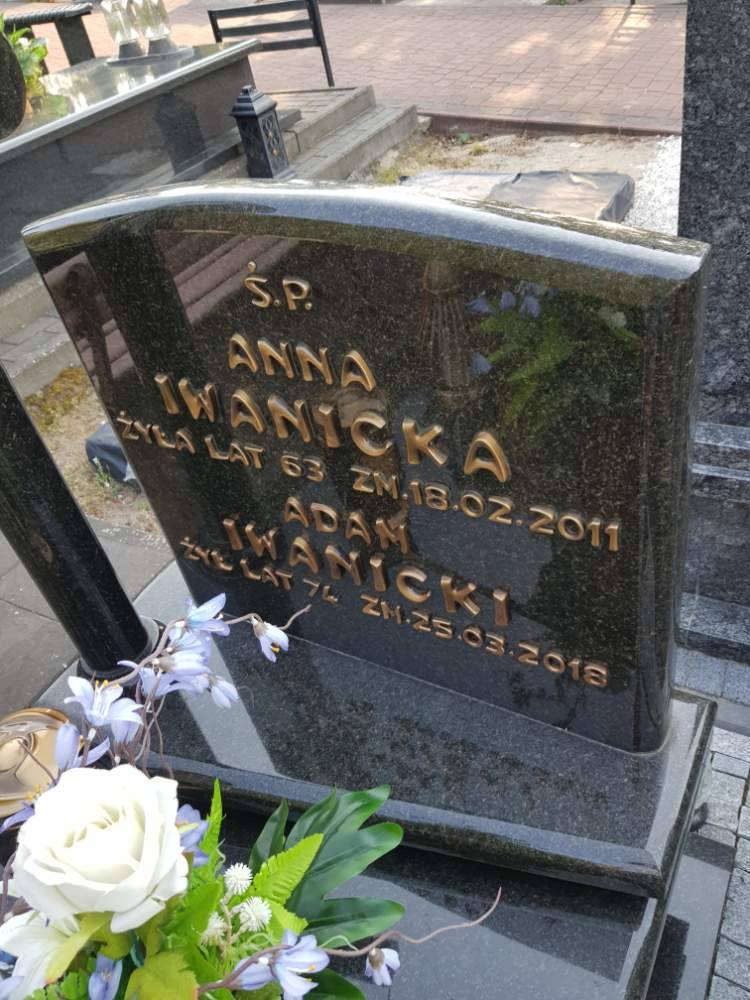 Ś.P.
ANNA
IWANICKA
ŻYŁA LAT 63 ZM.18.02.2011
ADAM
IWANICKI
ŻYŁ LAT 74 ZM.25.03.2018